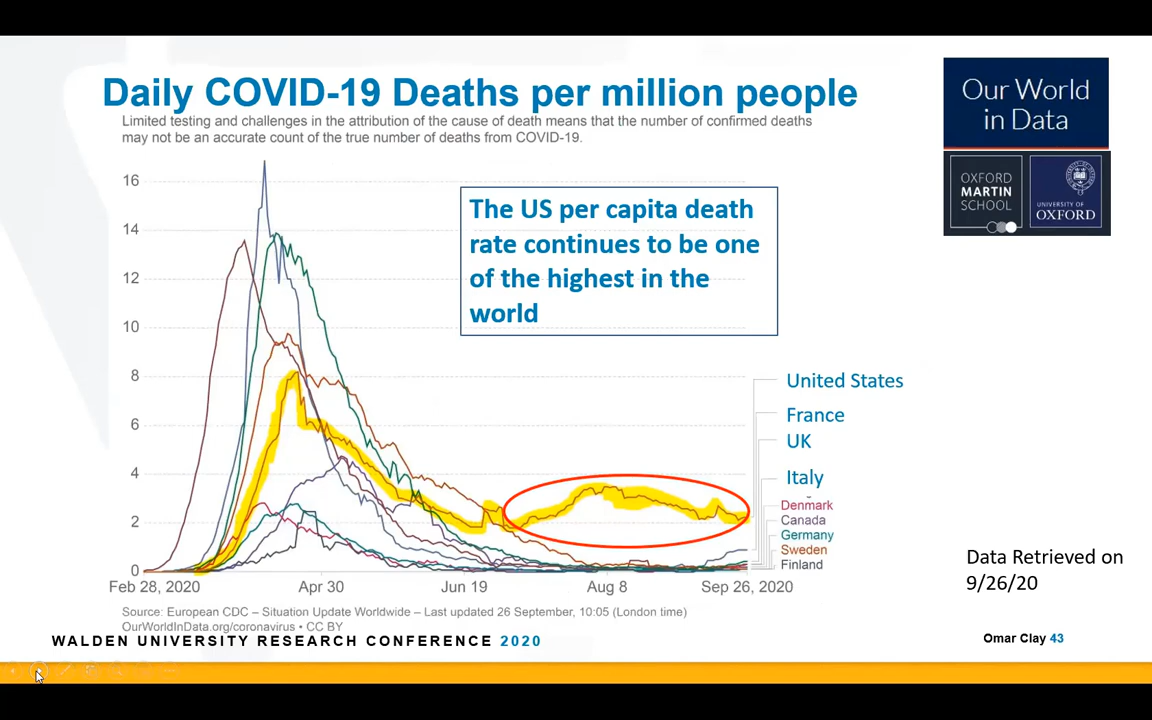 Daily COVID-19 Deaths per million people
Limited testing and challenges in the attribution of the cause of death means that the number of confirmed deaths
may not be an accurate count of the true number of deaths from COVID-19.
Our World
in Data
OXFORD
MARTIN
SCHOOL
UNIVERSITY OF
OXFORD
16
14
12
10
8
6
4
2
0
The US per capita death
rate continues to be one
of the highest in the
world
United States
France
UK
Italy
Denmark
Canada
Germany
Sweden
Finland
Feb 28, 2020
Apr 30
Jun 19
Aug 8
Sep 26, 2020
Data Retrieved on
9/26/20
Source: European CDC – Situation Update Worldwide – Last updated 26 September, 10:05 (London time)
OurWorldInData.org/coronavirus • CC BY
WALDEN UNIVERSITY RESEARCH CONFERENCE 2020
Omar Clay 43